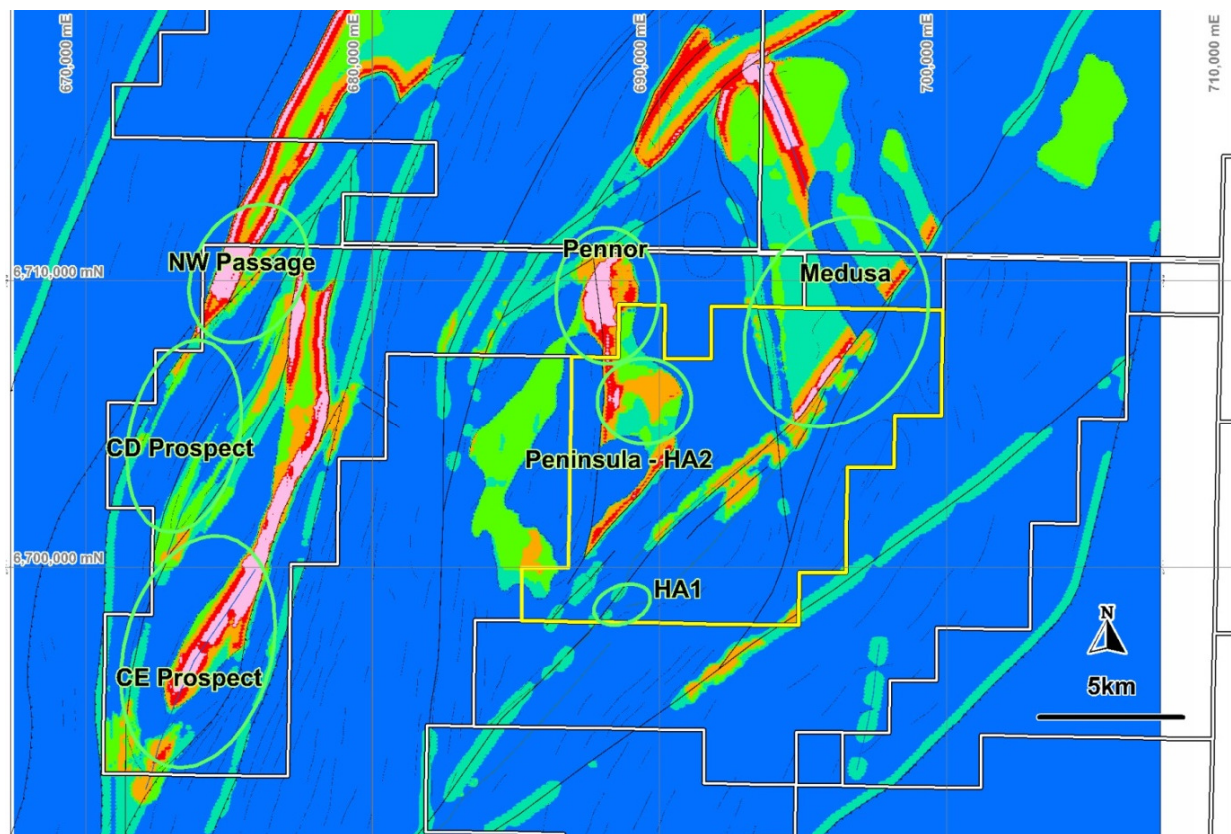 670,000 mE
680,000 mE
690,000 mE
700,000 mE
710,000 mE
Pennor
NW Passage
Medusa
6,710,000 mN
CD Prospect
Peninsula - HA2
6,700,000 mN
HA1
N
CE Prospect
5km